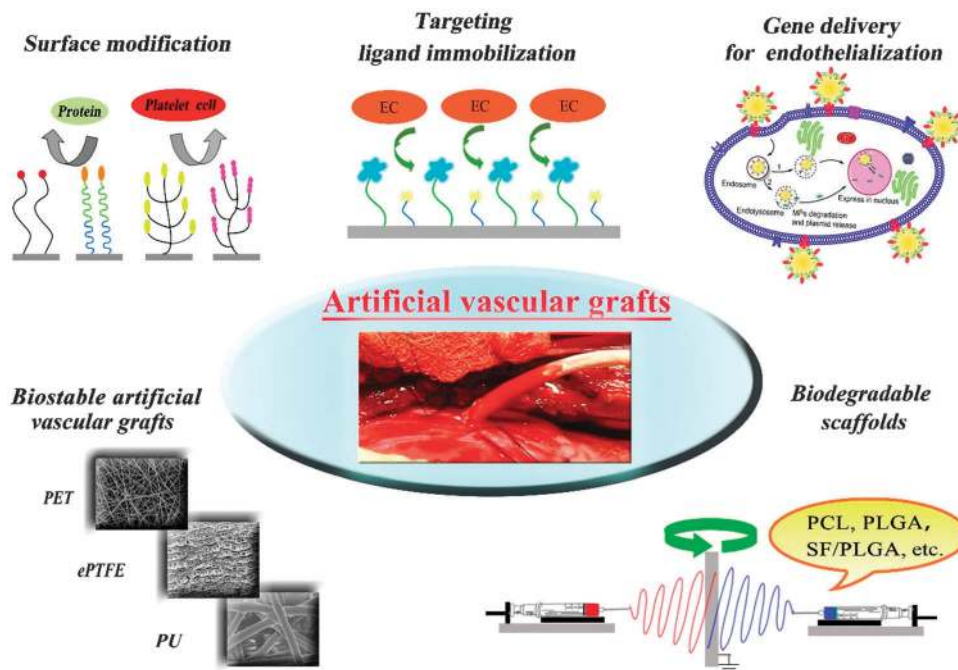 Surface modification
Targeting
ligand immobilization
Gene delivery
for endothelialization
Protein
Platelet cell
EC
EC
EC
Endosome
1
2
Endolysosome
MPs degradation
and plasmid release
Express in nucleus
Artificial vascular grafts
Biostable artificial
vascular grafts
PET
ePTFE
PU
Biodegradable
scaffolds
PCL, PLGA,
SF/PLGA, etc.